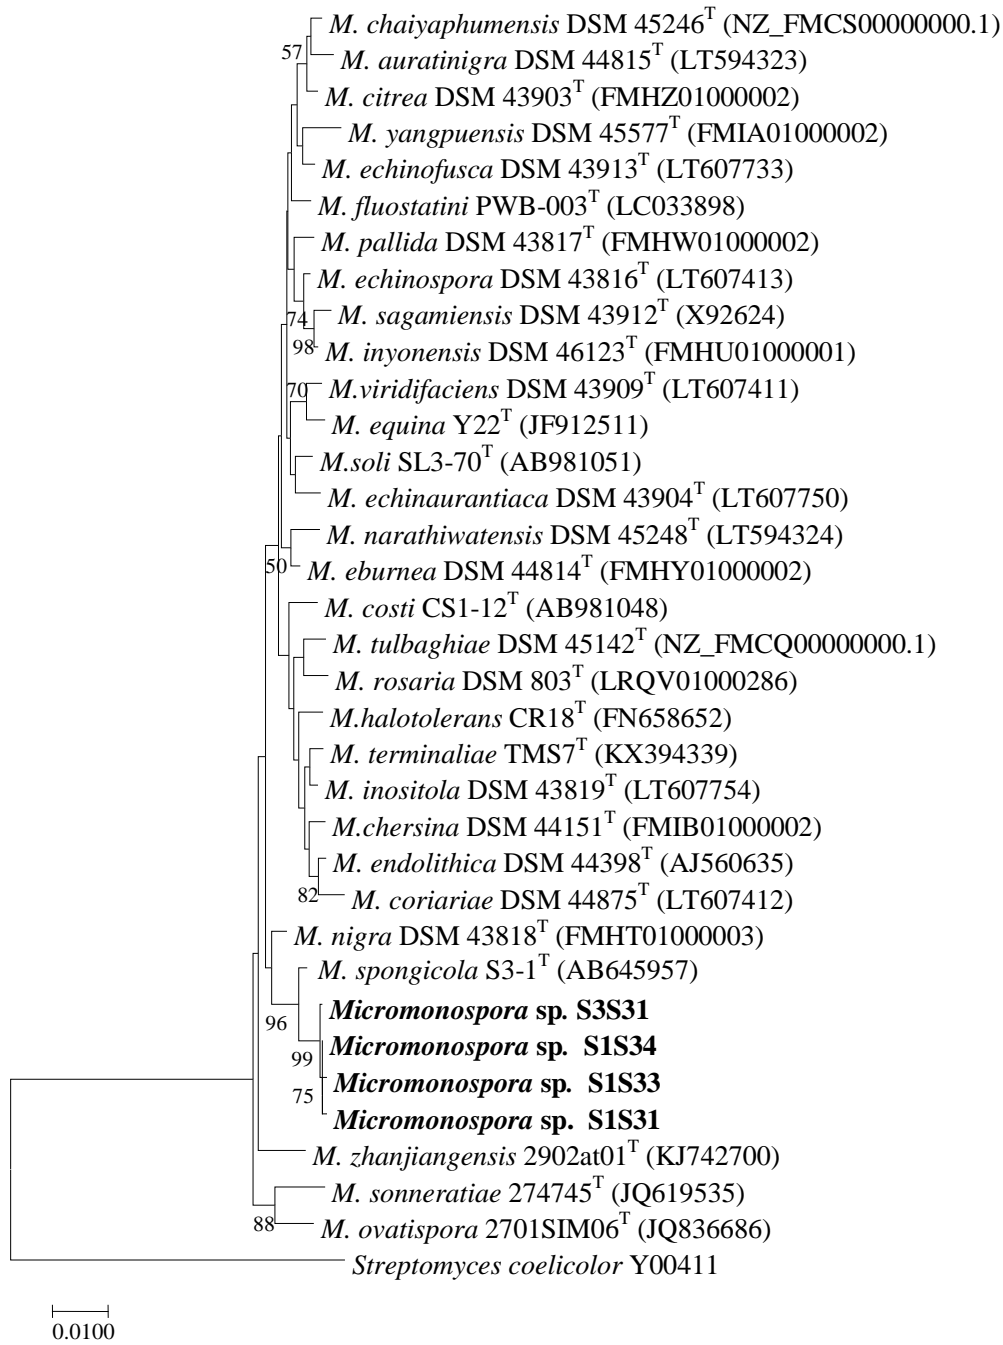 M. chaiyaphumensis DSM 45246T (NZ_FMCS00000000.1)
57
M. auratinigra DSM 44815T (LT594323)
M. citrea DSM 43903T (FMHZ01000002)
M. yangpuensis DSM 45577T (FMIA01000002)
M. echinofusca DSM 43913T (LT607733)
M. fluostatini PWB-003T (LC033898)
M. pallida DSM 43817T (FMHW01000002)
M. echinospora DSM 43816T (LT607413)
74
M. sagamiensis DSM 43912T (X92624)
98
M. inyonensis DSM 46123T (FMHU01000001)
70
M.viridifaciens DSM 43909T (LT607411)
M. equina Y22T (JF912511)
M.soli SL3-70T (AB981051)
M. echinaurantiaca DSM 43904T (LT607750)
M. narathiwatensis DSM 45248T (LT594324)
50
M. eburnea DSM 44814T (FMHY01000002)
M. costi CS1-12T (AB981048)
M. tulbaghiae DSM 45142T (NZ_FMCQ00000000.1)
M. rosaria DSM 803T (LRQV01000286)
M.halotolerans CR18T (FN658652)
M. terminaliae TMS7T (KX394339)
M. inositola DSM 43819T (LT607754)
M.chersina DSM 44151T (FMIB01000002)
M. endolithica DSM 44398T (AJ560635)
82
M. coriariae DSM 44875T (LT607412)
M. nigra DSM 43818T (FMHT01000003)
M. spongicola S3-1T (AB645957)
Micromonospora sp. S3S31
96
Micromonospora sp. S1S34
99
Micromonospora sp. S1S33
75
Micromonospora sp. S1S31
M. zhanjiangensis 2902at01T (KJ742700)
M. sonneratiae 274745T (JQ619535)
88
M. ovatispora 2701SIM06T (JQ836686)
Streptomyces coelicolor Y00411
0.0100